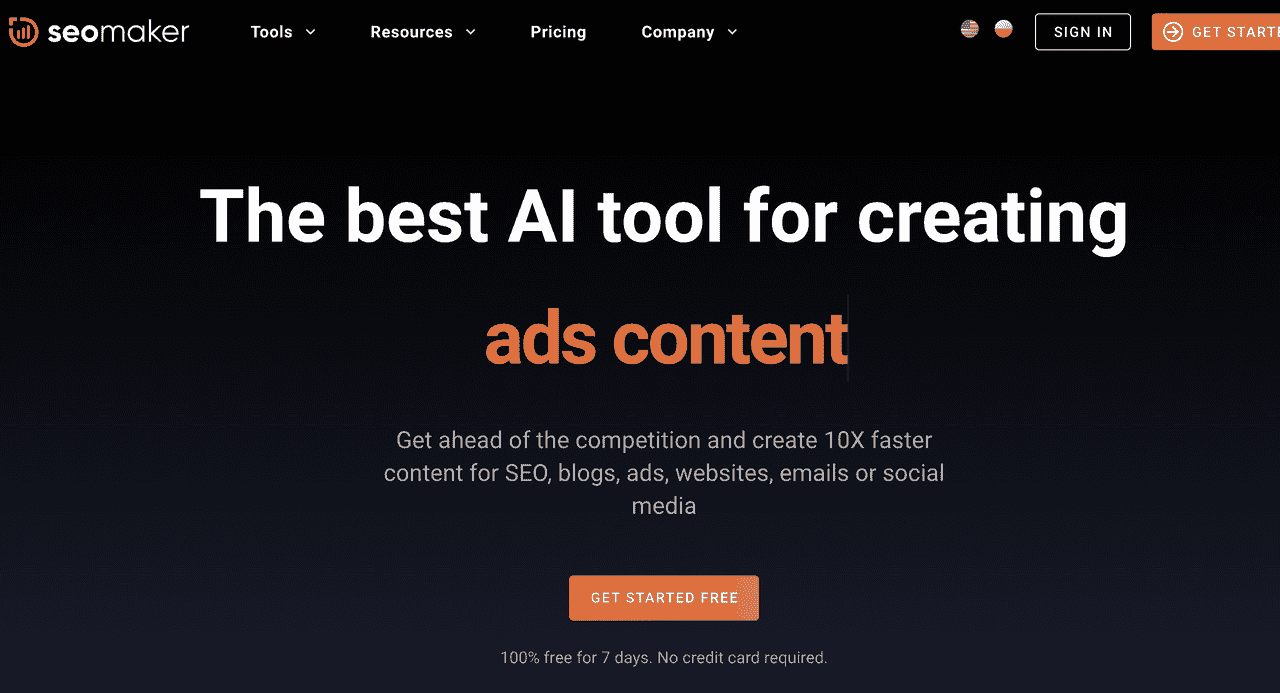 seomaker
Tools
Resources
Pricing
Company
SIGN IN
GET STARTE
The best AI tool for creating
ads content
Get ahead of the competition and create 10X faster
content for SEO, blogs, ads, websites, emails or social
media
GET STARTED FREE
100% free for 7 days. No credit card required.